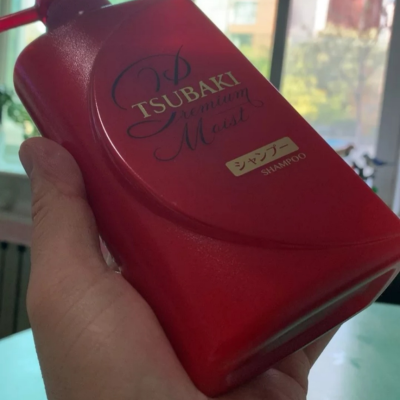 TSUBAKI
Premium
Moist
シャンプー
SHAMPOO